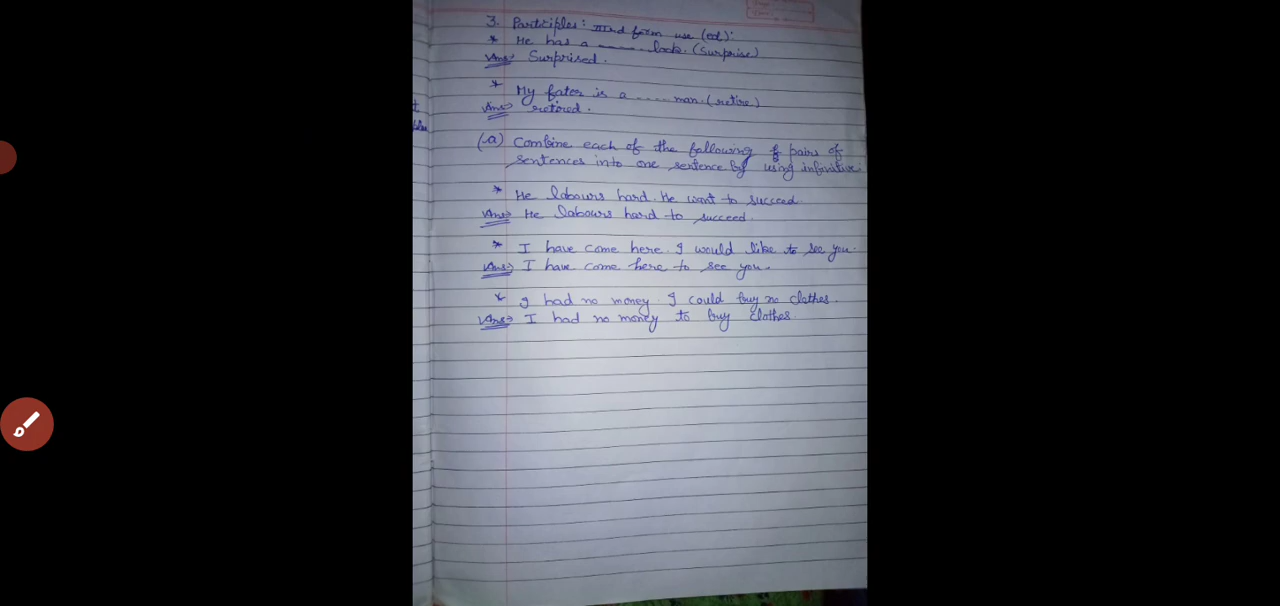 3. Participles: IIIrd form use (ed):
* He has a ...... look. (Surprise)
Ans:- Surprised.
* My fater is a ..... man. (retire)
Ans:- retired.
(a) Combine each of the following pairs of
sentences into one sentence by using infinitive:
* He labours hard. He want to succeed.
Ans:- He labours hard to succeed.
* I have come here. I would like to see you.
Ans:- I have come here to see you.
* I had no money. I could buy no clothes.
Ans:- I had no money to buy clothes